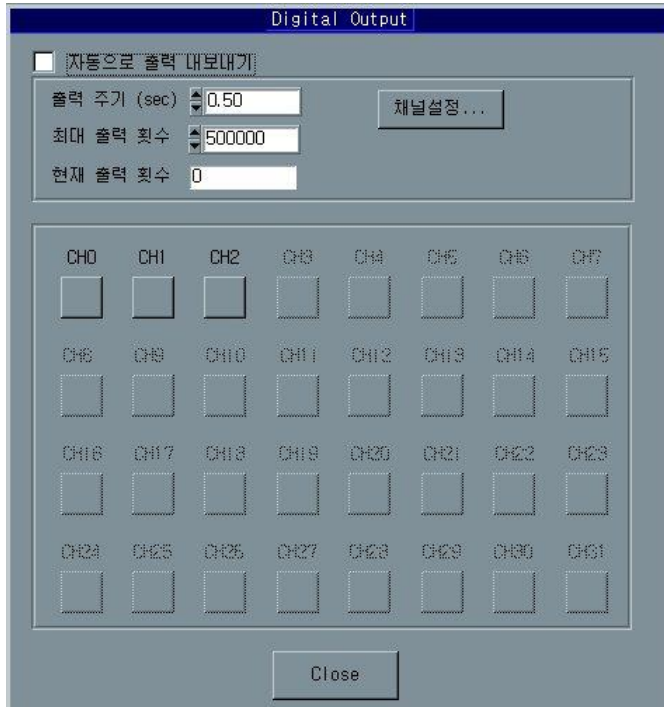 Digital Output
자동으로 출력 내보내기
출력 주기 (sec) 0.50
채널설정...
최대 출력 횟수 500000
현재 출력 횟수 0
CH0 CH1 CH2 CH3 CH4 CH5 CH6 CH7
CH8 CH9 CH10 CH11 CH12 CH13 CH14 CH15
CH16 CH17 CH18 CH19 CH20 CH21 CH22 CH23
CH24 CH25 CH26 CH27 CH28 CH29 CH30 CH31
Close